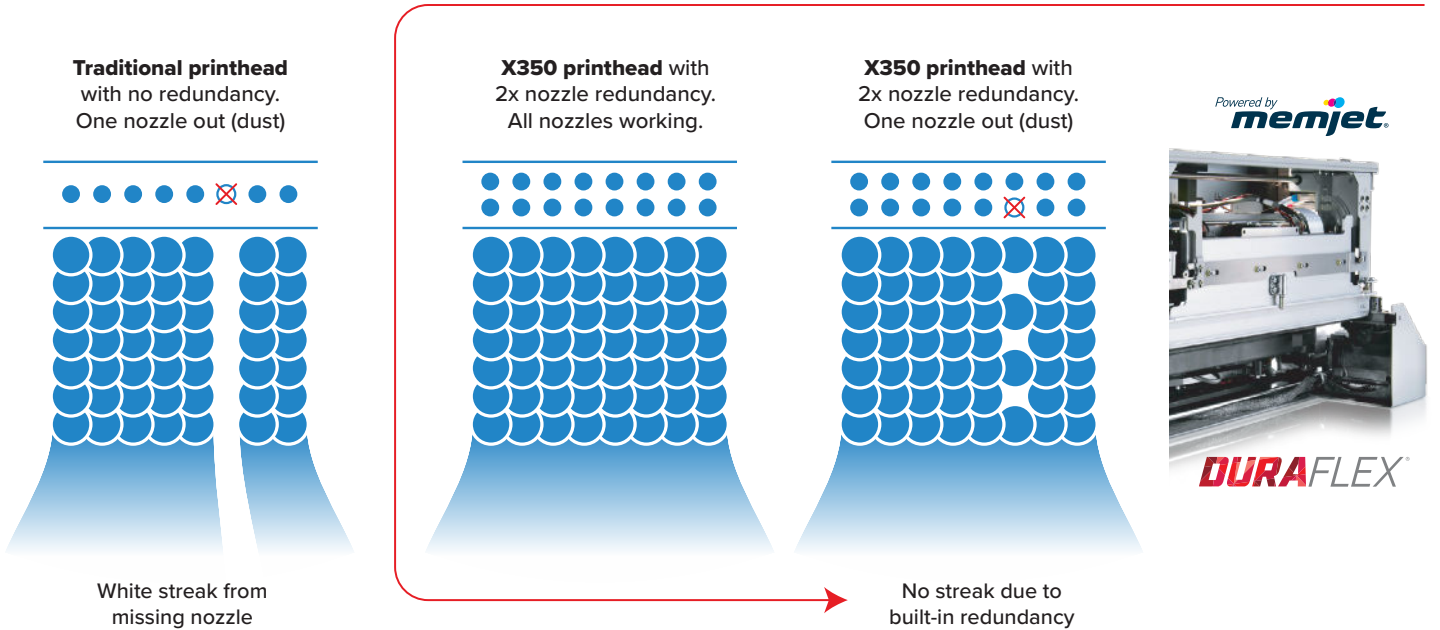 Traditional printhead
with no redundancy.
One nozzle out (dust)
White streak from
missing nozzle
X350 printhead with
2x nozzle redundancy.
All nozzles working.
X350 printhead with
2x nozzle redundancy.
One nozzle out (dust)
No streak due to
built-in redundancy
Powered by
memjet®
DURAFLEX®